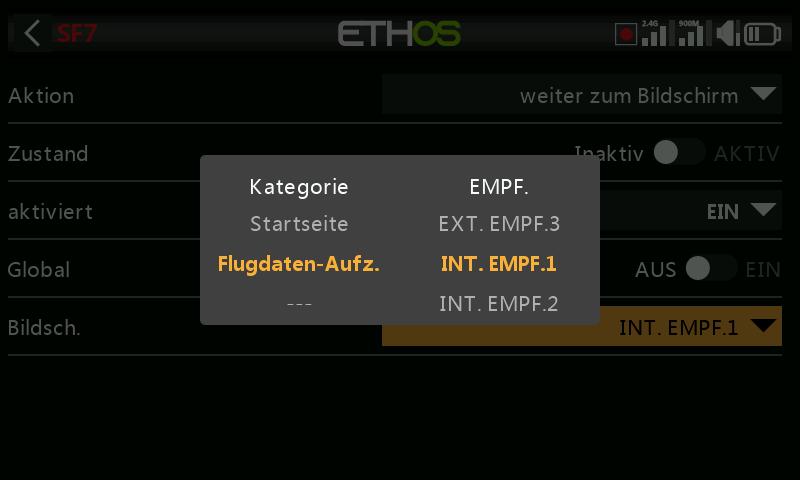 SF7 ETHOS 2.4G 900M
Aktion weiter zum Bildschirm
Zustand Inaktiv AKTIV
aktiviert EIN
Global AUS EIN
Bildsch. INT. EMPF.1
Kategorie EMPF.
Startseite EXT. EMPF.3
Flugdaten-Aufz. INT. EMPF.1
--- INT. EMPF.2